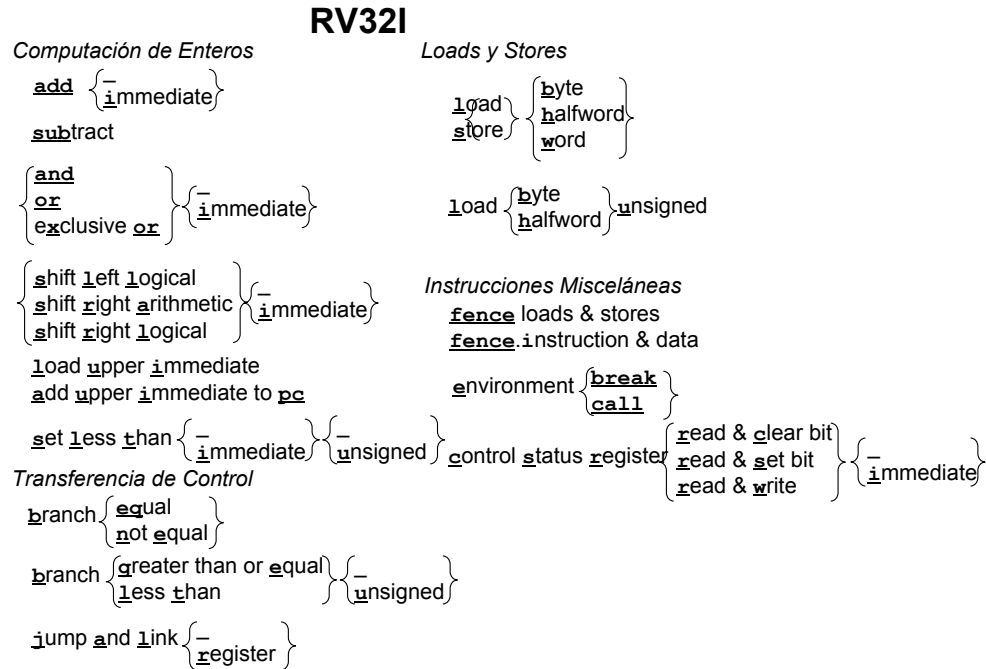 RV32I
Computación de Enteros
add { _
immediate }
subtract
and
or
exclusive or
_
immediate
shift left logical
shift right arithmetic
shift right logical
_
immediate
load upper immediate
add upper immediate to pc
set less than
_
immediate
_
unsigned
Transferencia de Control
branch
equal
not equal
branch
greater than or equal
less than
_
unsigned
jump and link
_
register
Loads y Stores
load
store
byte
halfword
word
load
byte
halfword
unsigned
Instrucciones Misceláneas
fence loads & stores
fence.instruction & data
environment
break
call
control status register
read & clear bit
read & set bit
read & write
_
immediate